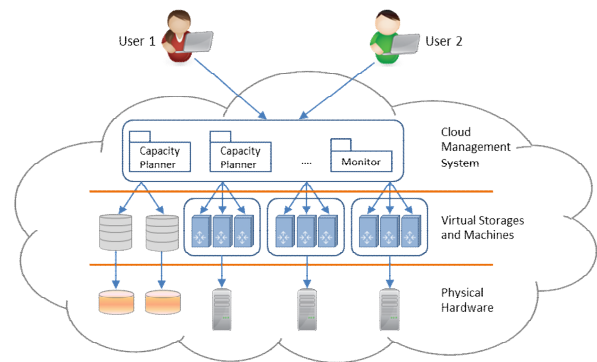 User 1
User 2
Capacity
Planner
Capacity
Planner
....
Monitor
Cloud
Management
System
Virtual Storages
and Machines
Physical
Hardware